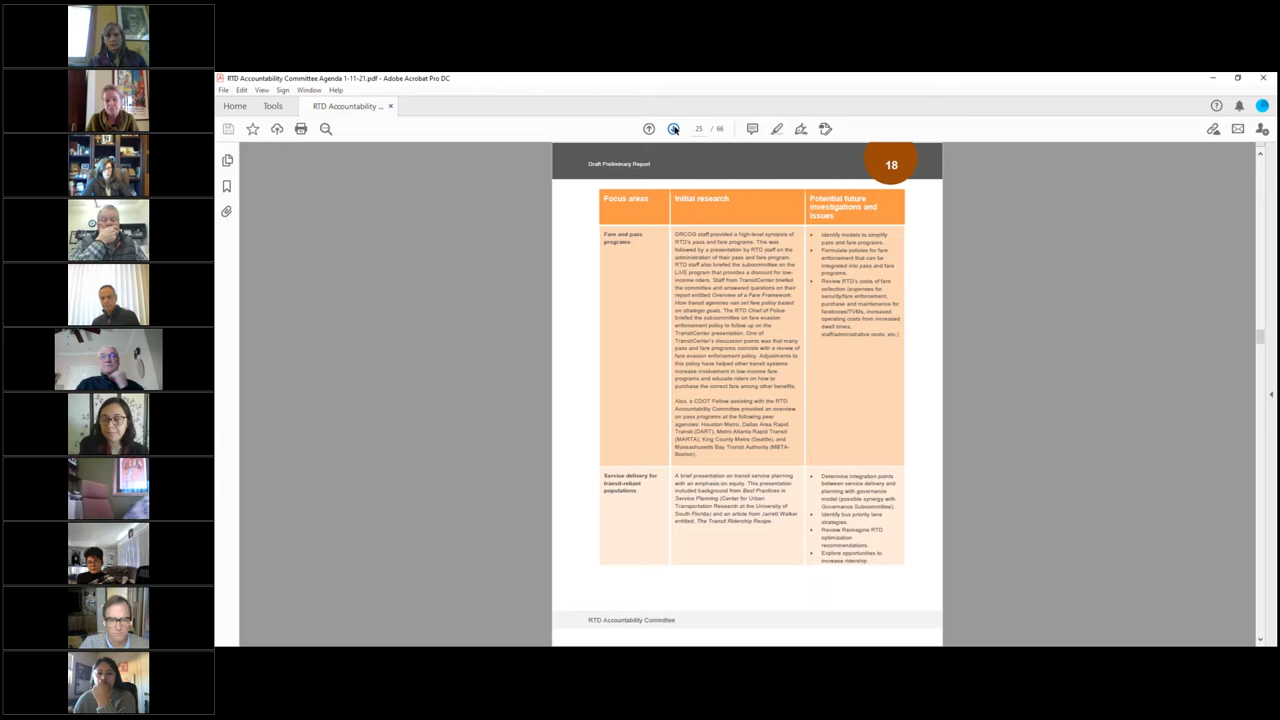 RTD Accountability Committee Agenda 1-11-21.pdf - Adobe Acrobat Pro DC
File Edit View Sign Window Help
Home Tools RTD Accountability ... ×
25 / 66
Draft Preliminary Report
18
Focus areas
Initial research
Potential future
investigations and
issues
Fare and pass
programs
DRCOG staff provided a high-level synopsis of
RTD's pass and fare programs. This was
followed by a presentation by RTD staff on the
administration of their pass and fare program.
RTD staff also briefed the subcommittee on the
LiVE program that provides a discount for low-
income riders. Staff from TransitCenter briefed
the committee and answered questions on their
report entitled Overview of a Fare Framework:
How transit agencies can set fare policy based
on strategic goals. The RTD Chief of Police
briefed the subcommittee on fare evasion
enforcement policy to follow up on the
TransitCenter presentation. One of
TransitCenter's discussion points was that many
pass and fare programs coincide with a review of
fare evasion enforcement policy. Adjustments to
this policy have helped other transit systems
increase involvement in low-income fare
programs and educate riders on how to
purchase the correct fare among other benefits.
Also, a CDOT Fellow assisting with the RTD
Accountability Committee provided an overview
on pass programs at the following peer
agencies: Houston Metro, Dallas Area Rapid
Transit (DART), Metro Atlanta Rapid Transit
(MARTA), King County Metro (Seattle), and
Massachusetts Bay Transit Authority (MBTA-
Boston).
• Identify models to simplify
pass and fare programs.
• Formulate policies for fare
enforcement that can be
integrated into pass and fare
programs.
• Review RTD's costs of fare
collection (expenses for
security/fare enforcement,
purchase and maintenance for
fareboxes/TVMs, increased
operating costs from increased
dwell times,
staff/administrative costs. etc.)
Service delivery for
transit-reliant
populations
A brief presentation on transit service planning
with an emphasis on equity. This presentation
included background from Best Practices in
Service Planning (Center for Urban
Transportation Research at the University of
South Florida) and an article from Jarrett Walker
entitled. The Transit Ridership Recipe.
• Determine integration points
between service delivery and
planning with governance
model (possible synergy with
Governance Subcommittee).
• Identify bus priority lane
strategies.
• Review Reimagine RTD
optimization
recommendations.
• Explore opportunities to
increase ridership.
RTD Accountability Committee